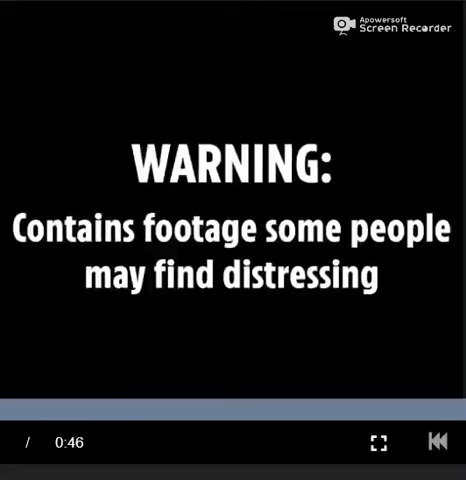 Apowersoft
Screen Recorder
WARNING:
Contains footage some people
may find distressing
/ 0:46